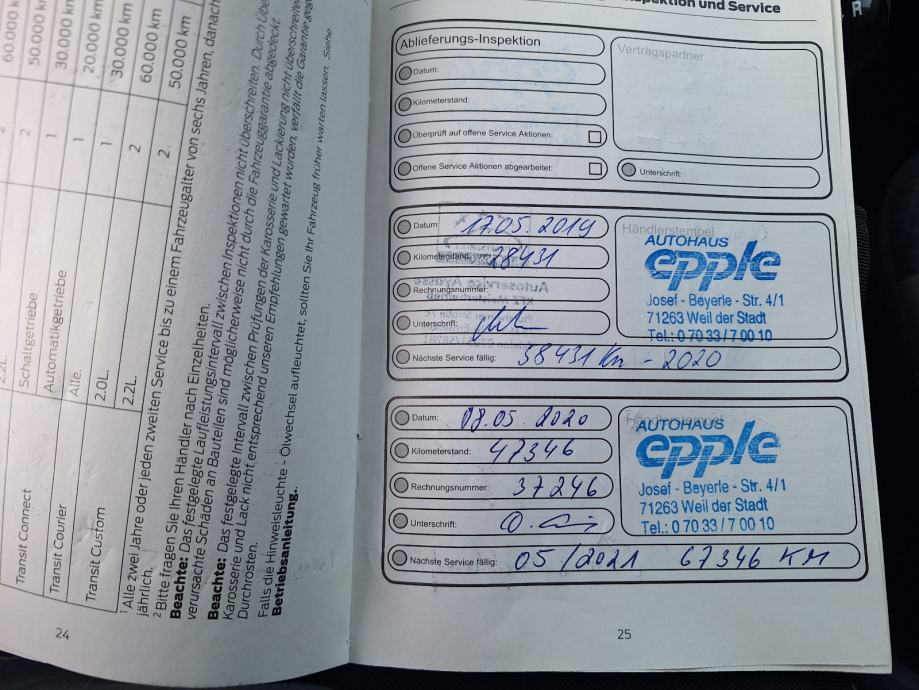 60.000 km
50.000 km
30.000 km
20.000 km
30.000 km
60.000 km
50.000 km
2
2
1
1
1
2
2
2.2L.
Schaltgetriebe
Automatikgetriebe
Alle.
2.0L.
2.2L.
Transit Connect
Transit Courier
Transit Custom
1 Alle zwei Jahre oder jeden zweiten Service bis zu einem Fahrzeugalter von sechs Jahren, danach
jährlich.
2 Bitte fragen Sie Ihren Händler nach Einzelheiten.
Beachte: Das festgelegte Laufleistungsintervall zwischen Inspektionen nicht überschreiten. Durch Über
verursachte Schäden an Bauteilen sind möglicherweise nicht durch die Fahrzeuggarantie abgedeckt.
Beachte: Das festgelegte Intervall zwischen Prüfungen der Karosserie und Lackierung nicht überschreiten
Karosserie und Lack nicht entsprechend unseren Empfehlungen gewartet wurden, verfällt die Garantie gege
Durchrosten.
Falls die Hinweisleuchte - Ölwechsel aufleuchtet, sollten Sie Ihr Fahrzeug früher warten lassen. Siehe
Betriebsanleitung.
24
und Service
Ablieferungs-Inspektion
Datum:
Kilometerstand:
Überprüft auf offene Service Aktionen:
Offene Service Aktionen abgearbeitet:
Vertragspartner
Unterschrift:
Datum: 17.05.2019
Kilometerstand: 28431
Rechnungsnummer:
Unterschrift:
Nächste Service fällig: 38431 Km - 2020
Händlerstempel
AUTOHAUS
epple
Josef - Beyerle - Str. 4/1
71263 Weil der Stadt
Tel.: 0 70 33 / 7 00 10
Datum: 08.05.2020
Kilometerstand: 47346
Rechnungsnummer: 37246
Unterschrift:
Nächste Service fällig: 05/2021 67346 KM
Händlerstempel
AUTOHAUS
epple
Josef - Beyerle - Str. 4/1
71263 Weil der Stadt
Tel.: 0 70 33 / 7 00 10
25
R